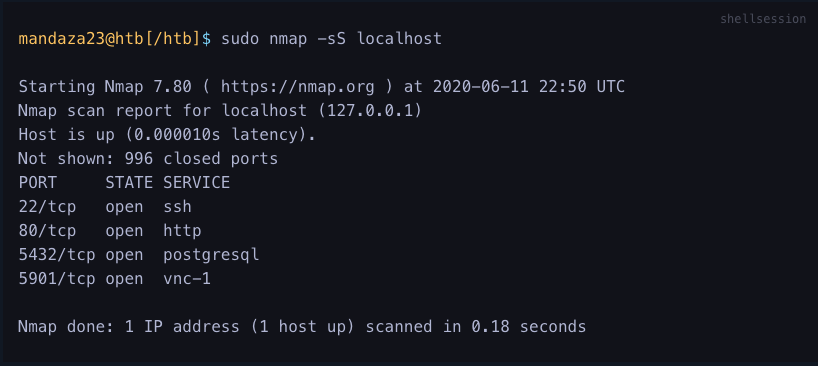 shellsession
mandaza23@htb[/htb]$ sudo nmap -sS localhost
Starting Nmap 7.80 ( https://nmap.org ) at 2020-06-11 22:50 UTC
Nmap scan report for localhost (127.0.0.1)
Host is up (0.000010s latency).
Not shown: 996 closed ports
PORT     STATE SERVICE
22/tcp   open  ssh
80/tcp   open  http
5432/tcp open  postgresql
5901/tcp open  vnc-1
Nmap done: 1 IP address (1 host up) scanned in 0.18 seconds